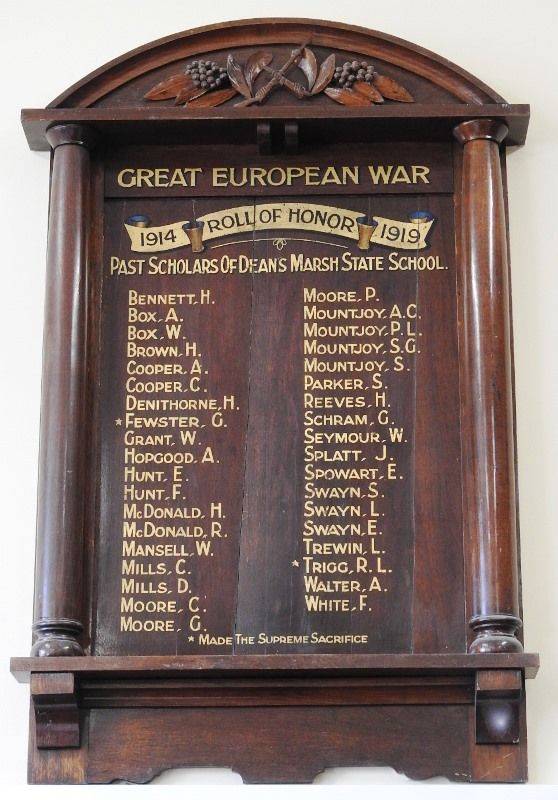 GREAT EUROPEAN WAR
1914 ROLL OF HONOR 1919
PAST SCHOLARS OF DEAN'S MARSH STATE SCHOOL.
BENNETT, H.
BOX, A.
BOX, W.
BROWN, H.
COOPER, A.
COOPER, C.
DENITHORNE, H.
* FEWSTER, G.
GRANT, W.
HOPGOOD, A.
HUNT, E.
HUNT, F.
McDONALD, H.
McDONALD, R.
MANSELL, W.
MILLS, C.
MILLS, D.
MOORE, C.
MOORE, G.
MOORE, P.
MOUNTJOY, A.C.
MOUNTJOY, P.L.
MOUNTJOY, S.G.
MOUNTJOY, S.
PARKER, S.
REEVES, H.
SCHRAM, G.
SEYMOUR, W.
SPLATT, J.
SPOWART, E.
SWAYN, S.
SWAYN, L.
SWAYN, E.
TREWIN, L.
* TRIGG, R.L.
WALTER, A.
WHITE, F.
* MADE THE SUPREME SACRIFICE